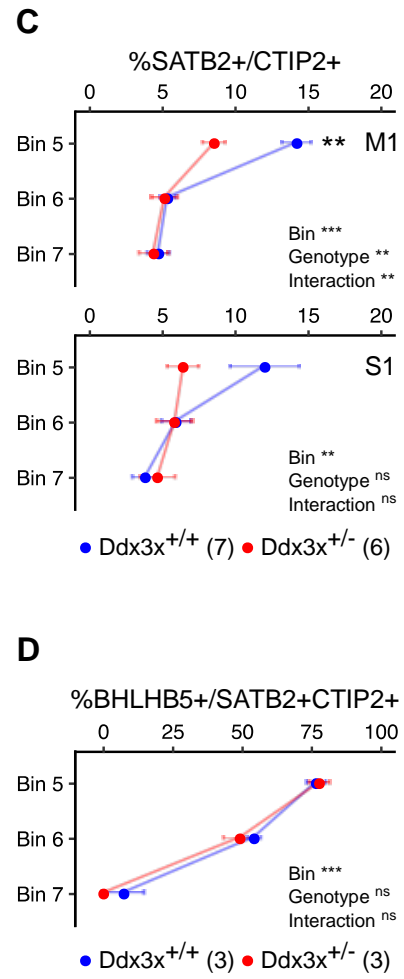 C
%SATB2+/CTIP2+
0 5 10 15 20
Bin 5 ** M1
Bin 6
Bin 7
Bin ***
Genotype **
Interaction **
0 5 10 15 20
Bin 5 S1
Bin 6
Bin 7
Bin **
Genotype ns
Interaction ns
Ddx3x+/+ (7) Ddx3x+/- (6)
D
%BHLHB5+/SATB2+CTIP2+
0 25 50 75 100
Bin 5
Bin 6
Bin 7
Bin ***
Genotype ns
Interaction ns
Ddx3x+/+ (3) Ddx3x+/- (3)